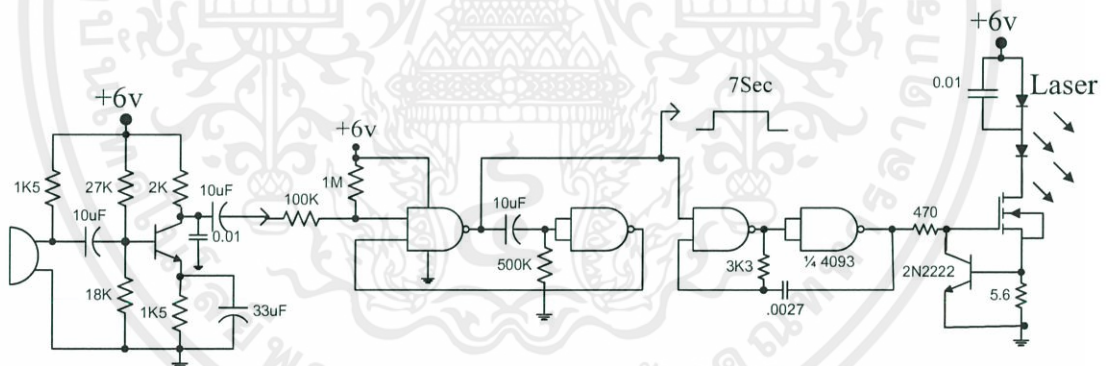 +6v
1K5
27K
2K
10uF
10uF
0.01
18K
1K5
33uF
100K
+6v
1M
10uF
500K
7Sec
3K3
¼ 4093
.0027
470
2N2222
5.6
+6v
0.01
Laser